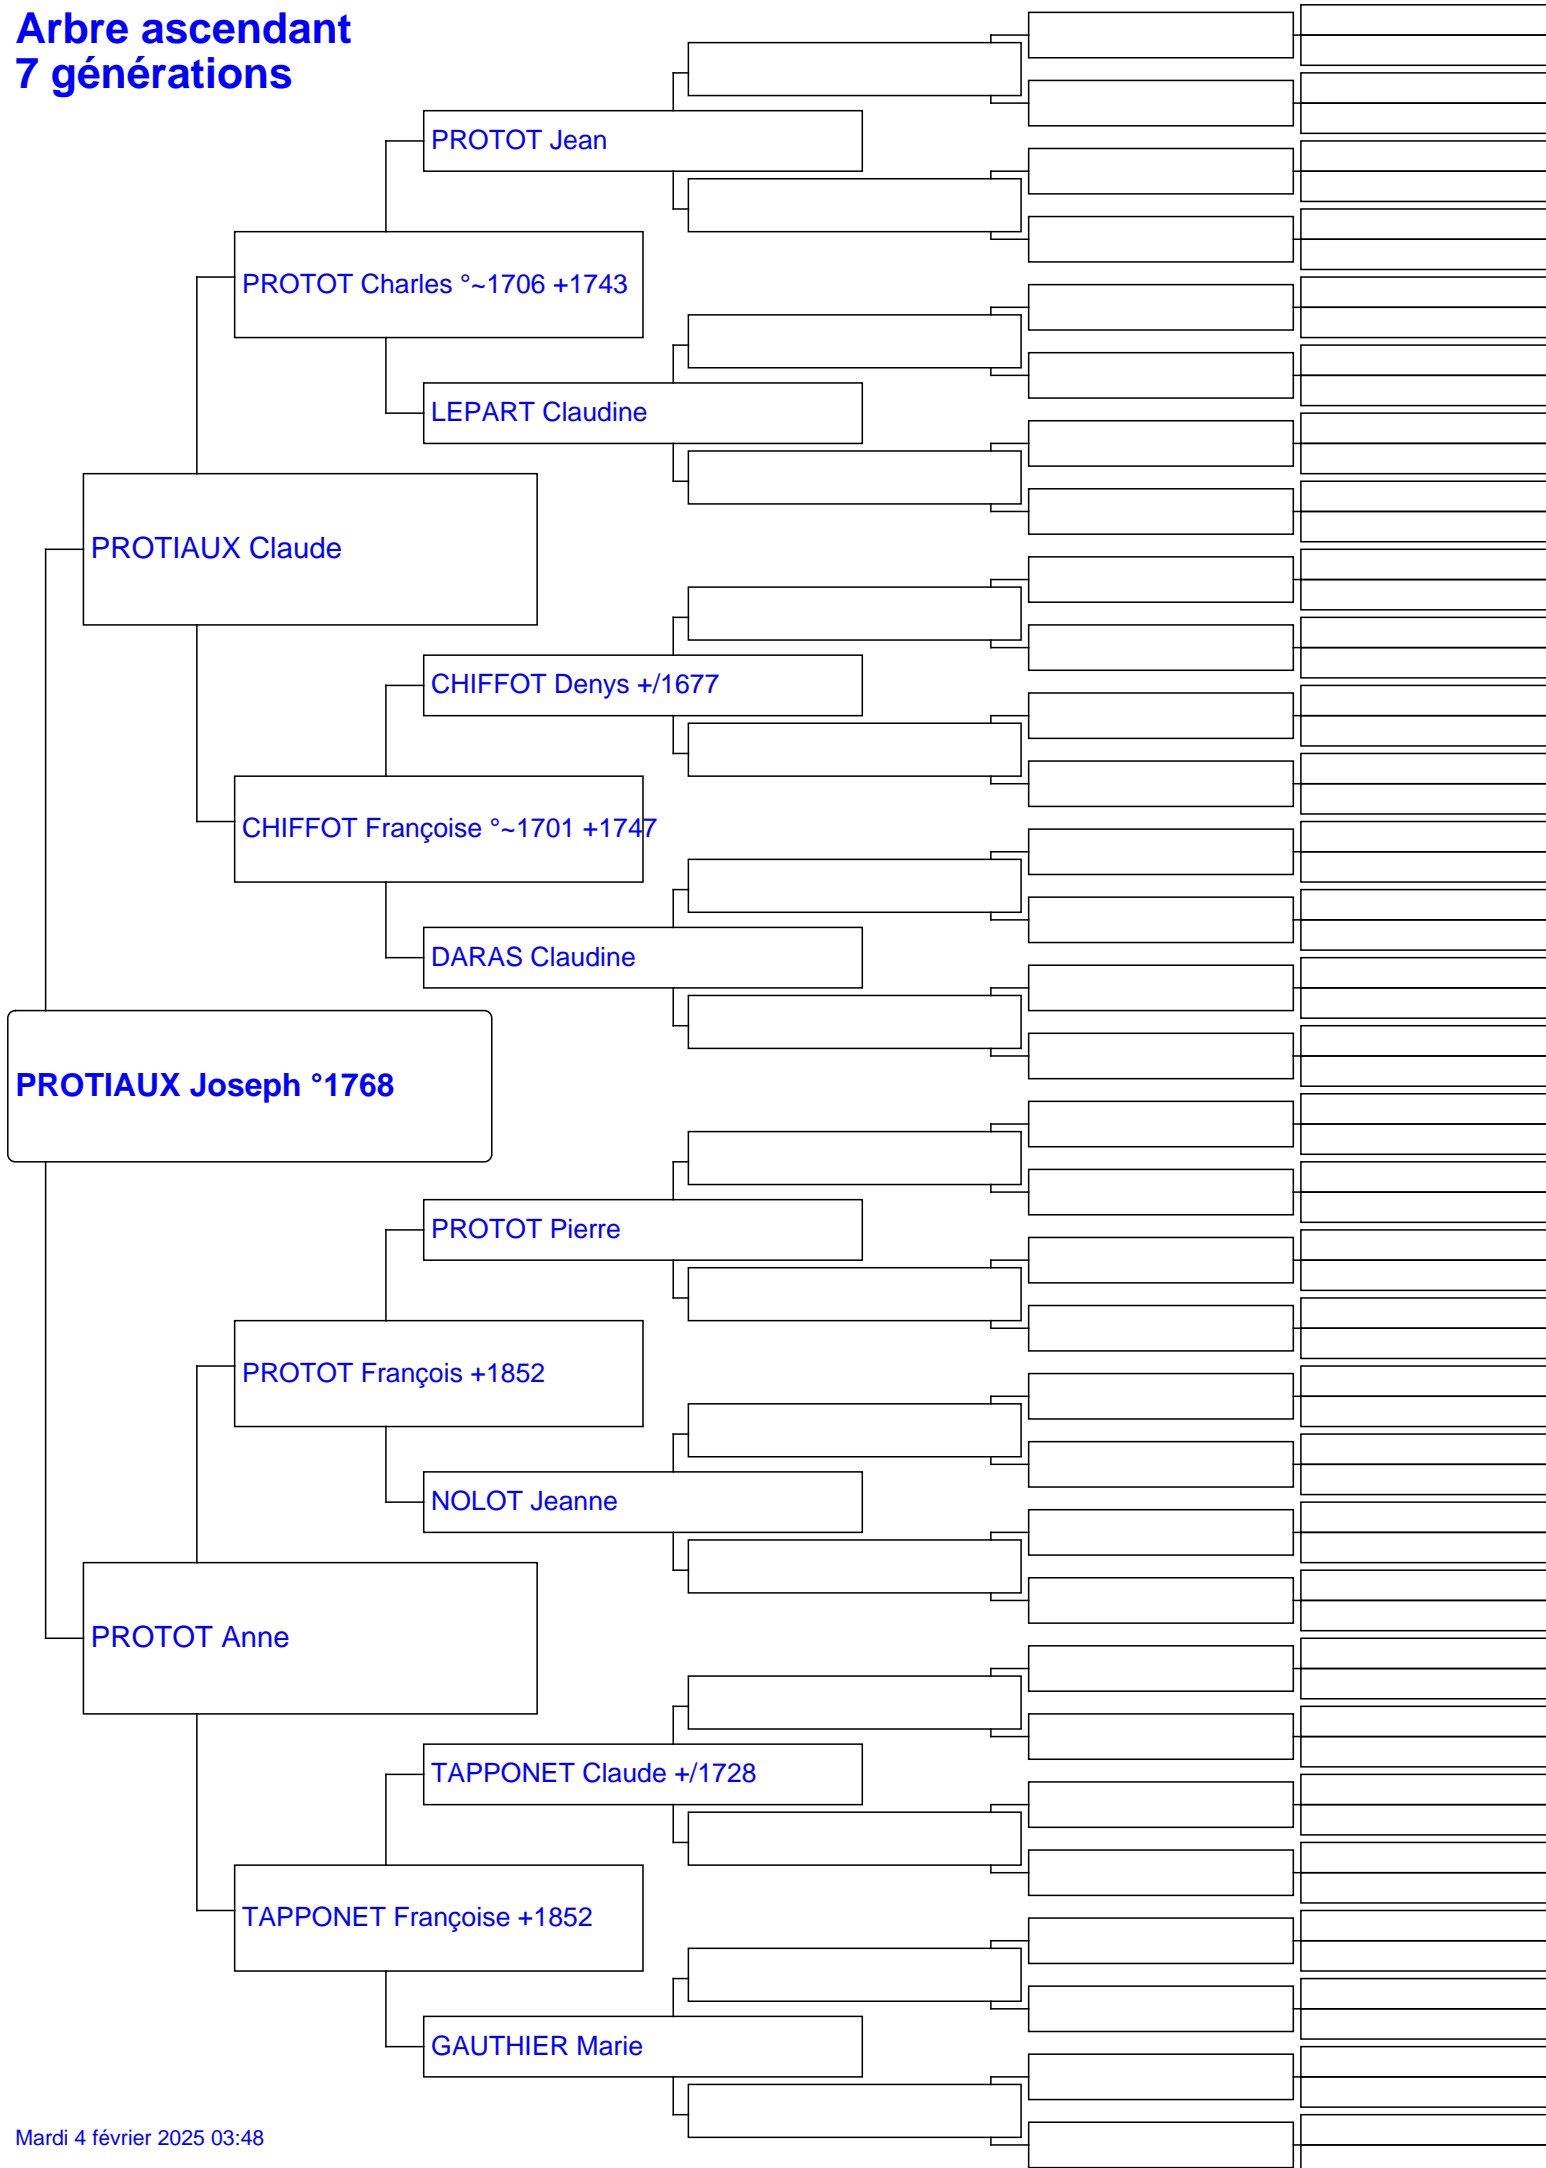 Arbre ascendant
7 générations
PROTOT Jean
PROTOT Charles °~1706 +1743
LEPART Claudine
PROTIAUX Claude
CHIFFOT Denys +/1677
CHIFFOT Françoise °~1701 +1747
DARAS Claudine
PROTIAUX Joseph °1768
PROTOT Pierre
PROTOT François +1852
NOLOT Jeanne
PROTOT Anne
TAPPONET Claude +/1728
TAPPONET Françoise +1852
GAUTHIER Marie
Mardi 4 février 2025 03:48